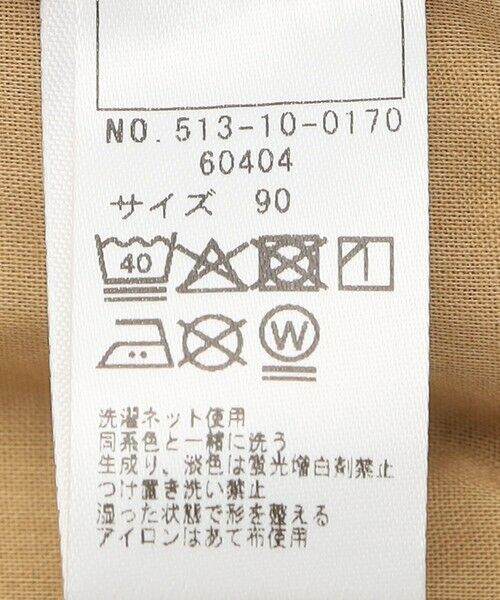 NO. 513-10-0170
60404
サイズ 90
40
W
洗濯ネット使用
同系色と一緒に洗う
生成り、淡色は蛍光増白剤禁止
つけ置き洗い禁止
湿った状態で形を整える
アイロンはあて布使用